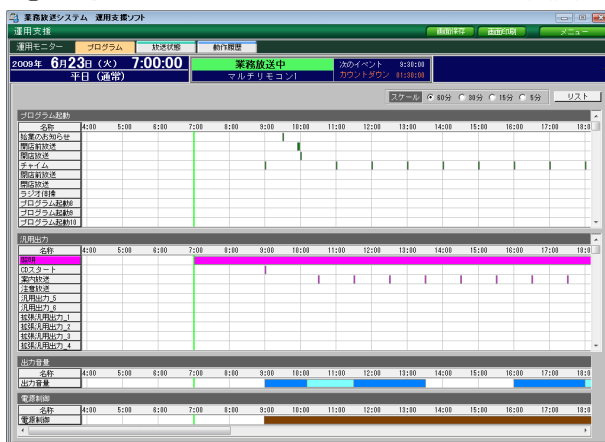 業務放送システム 運用支援ソフト
運用支援 画面保存 画面印刷 メニュー
運用モニター プログラム 放送状態 動作履歴
2009年 6月23日 (火) 7:00:00 業務放送中 次のイベント 9:30:00
平日 (通常) マルチリモコン1 カウントダウン 01:30:00
スケール 60分 30分 15分 5分 リスト
プログラム起動
名称 4:00 5:00 6:00 7:00 8:00 9:00 10:00 11:00 12:00 13:00 14:00 15:00 16:00 17:00 18:0
始業のお知らせ
開店前放送
開店放送
チャイム
閉店前放送
閉店放送
ラジオ体操
プログラム起動8
プログラム起動9
プログラム起動10
汎用出力
名称 4:00 5:00 6:00 7:00 8:00 9:00 10:00 11:00 12:00 13:00 14:00 15:00 16:00 17:00 18:0
CDスタート
案内放送
注意放送
汎用出力_5
汎用出力_6
拡張汎用出力_1
拡張汎用出力_2
拡張汎用出力_3
拡張汎用出力_4
出力音量
名称 4:00 5:00 6:00 7:00 8:00 9:00 10:00 11:00 12:00 13:00 14:00 15:00 16:00 17:00 18:0
出力音量
電源制御
名称 4:00 5:00 6:00 7:00 8:00 9:00 10:00 11:00 12:00 13:00 14:00 15:00 16:00 17:00 18:0
電源制御